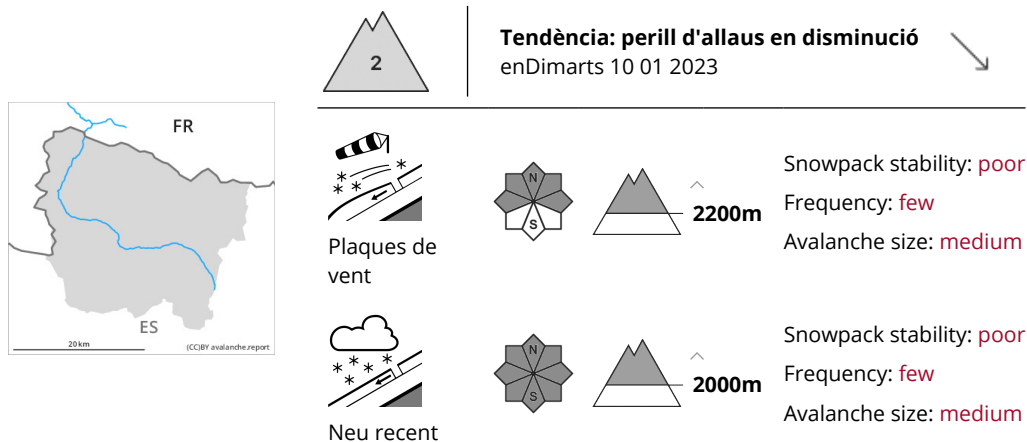 2
Tendència: perill d'allaus en disminució
enDimarts 10 01 2023
FR
ES
20 km
(CC)BY avalanche.report
N
S
2200m
Snowpack stability: poor
Frequency: few
Avalanche size: medium
Plaques de
vent
N
S
2000m
Snowpack stability: poor
Frequency: few
Avalanche size: medium
Neu recent